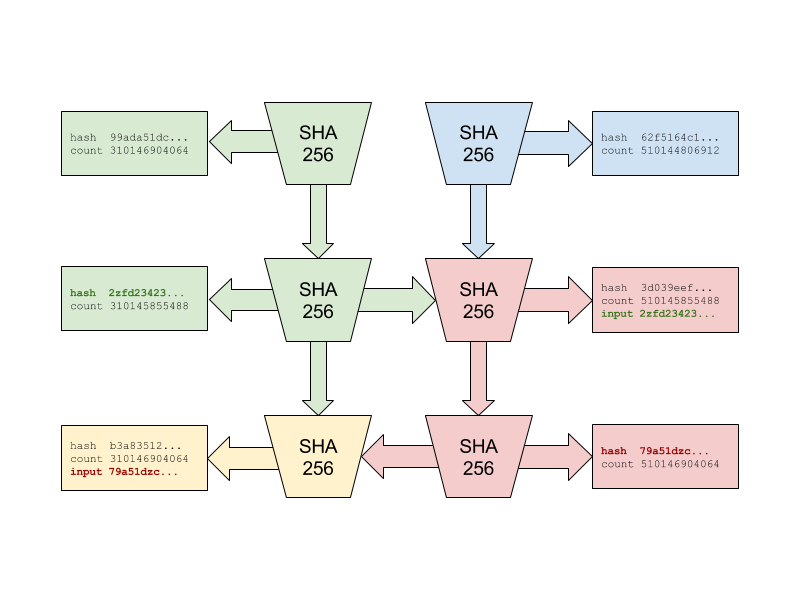 hash  99ada51dc...
count 310146904064
SHA
256
SHA
256
hash  62f5164c1...
count 510144806912
hash  2zfd23423...
count 310145855488
SHA
256
SHA
256
hash  3d039eef...
count 510145855488
input 2zfd23423...
hash  b3a83512...
count 310146904064
input 79a51dzc...
SHA
256
SHA
256
hash  79a51dzc...
count 510146904064